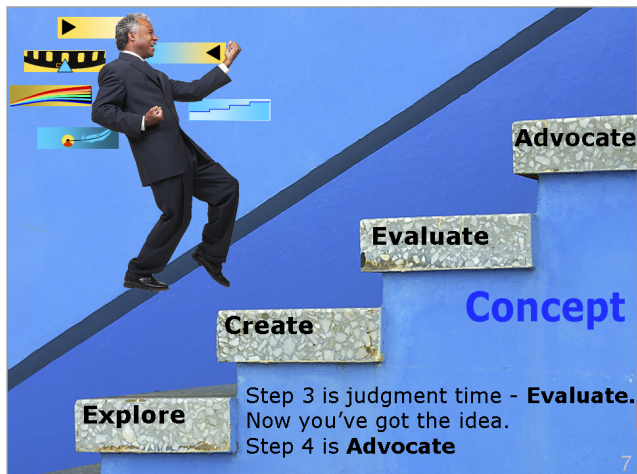 Advocate
Evaluate
Concept
Create
Explore
Step 3 is judgment time - Evaluate.
Now you've got the idea.
Step 4 is Advocate
7